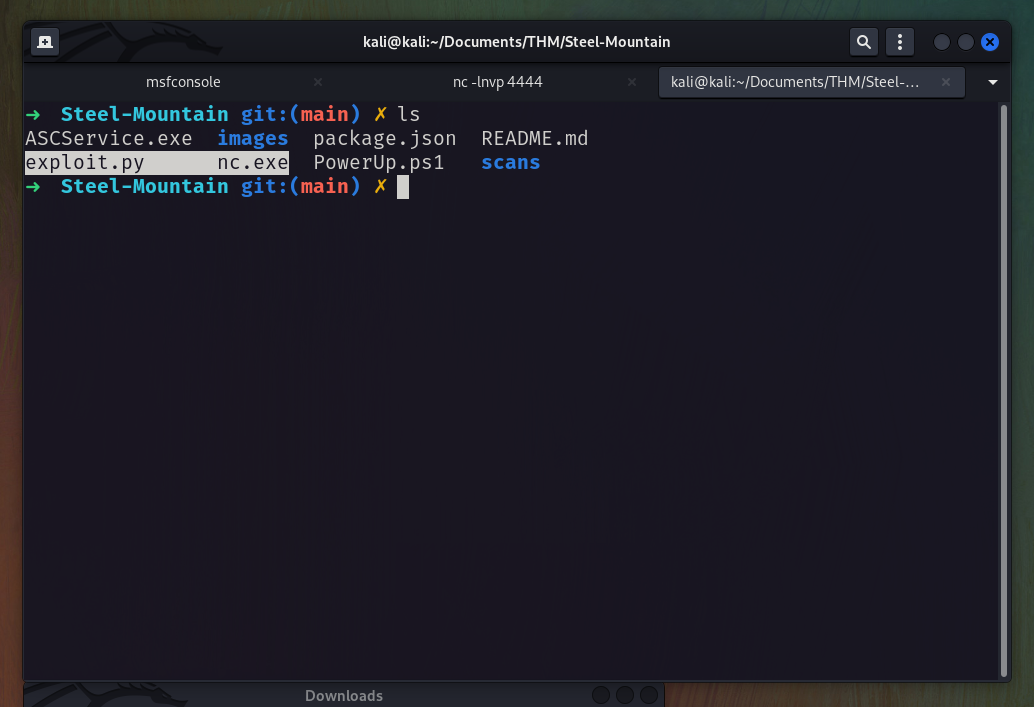 kali@kali:~/Documents/THM/Steel-Mountain
msfconsole × nc -lnvp 4444 × kali@kali:~/Documents/THM/Steel-… ×
➜ Steel-Mountain git:(main) ✗ ls
ASCService.exe images package.json README.md
exploit.py nc.exe PowerUp.ps1 scans
➜ Steel-Mountain git:(main) ✗
Downloads